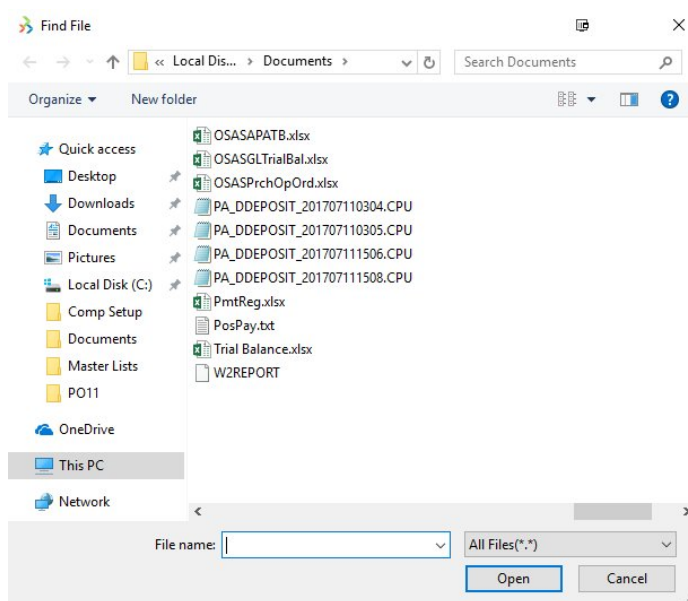 Find File
« Local Dis... > Documents >
Search Documents
Organize
New folder
Quick access
Desktop
Downloads
Documents
Pictures
Local Disk (C:)
Comp Setup
Documents
Master Lists
PO11
OneDrive
This PC
Network
OSASAPATB.xlsx
OSASGLTrialBal.xlsx
OSASPrchOpOrd.xlsx
PA_DDEPOSIT_201707110304.CPU
PA_DDEPOSIT_201707110305.CPU
PA_DDEPOSIT_201707111506.CPU
PA_DDEPOSIT_201707111508.CPU
PmtReg.xlsx
PosPay.txt
Trial Balance.xlsx
W2REPORT
File name:
All Files(*.*)
Open
Cancel